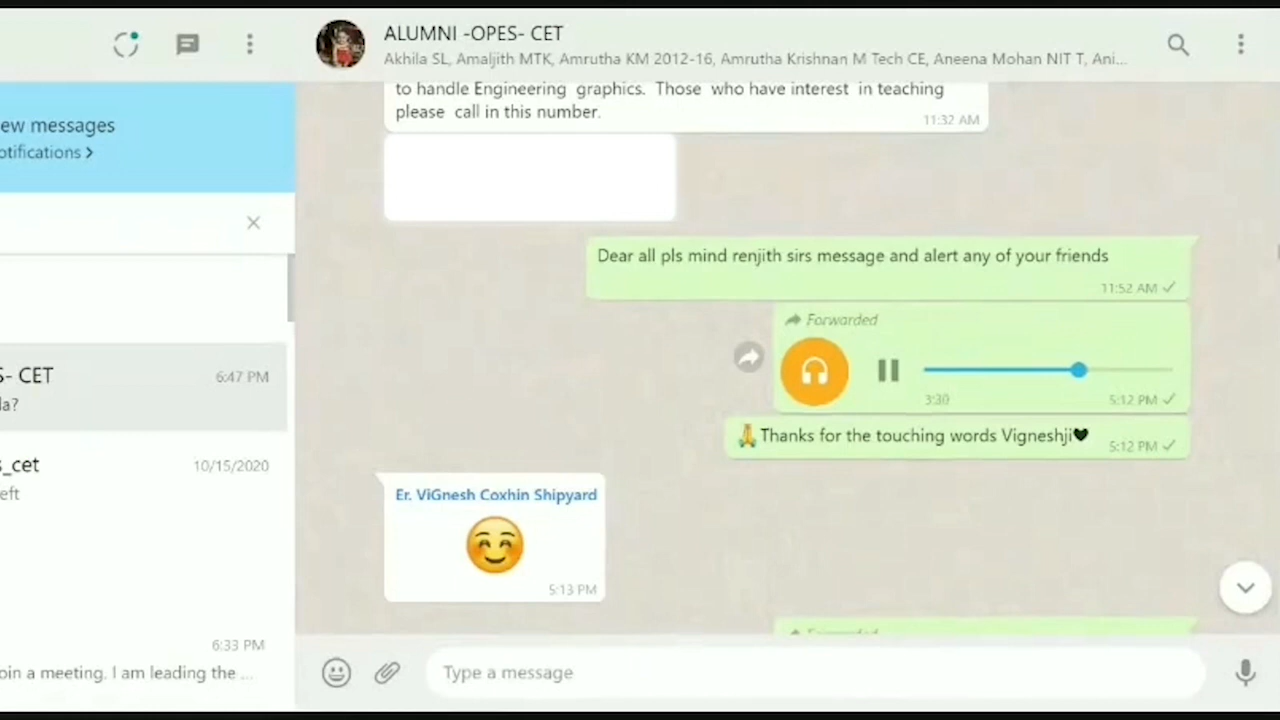 ALUMNI -OPES- CET
Akhila SL, Amaljith MTK, Amrutha KM 2012-16, Amrutha Krishnan M Tech CE, Aneena Mohan NIT T, Ani...
ew messages
otifications >
S- CET
6:47 PM
la?
s_cet
10/15/2020
eft
6:33 PM
oin a meeting. I am leading the ...
to handle Engineering graphics. Those who have interest in teaching
please call in this number.
11:32 AM
Dear all pls mind renjith sirs message and alert any of your friends
11:52 AM
Forwarded
3:30
5:12 PM
🙏Thanks for the touching words Vigneshji🖤
5:12 PM
Er. ViGnesh Coxhin Shipyard
😊
5:13 PM
Forwarded
Type a message